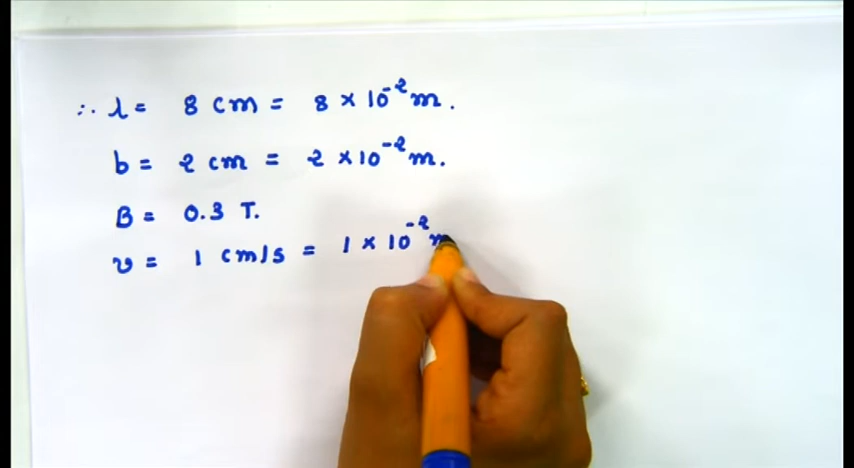 ∴ l = 8 cm = 8 × 10⁻² m.
b = 2 cm = 2 × 10⁻² m.
B = 0.3 T.
v = 1 cm/s = 1 × 10⁻² m